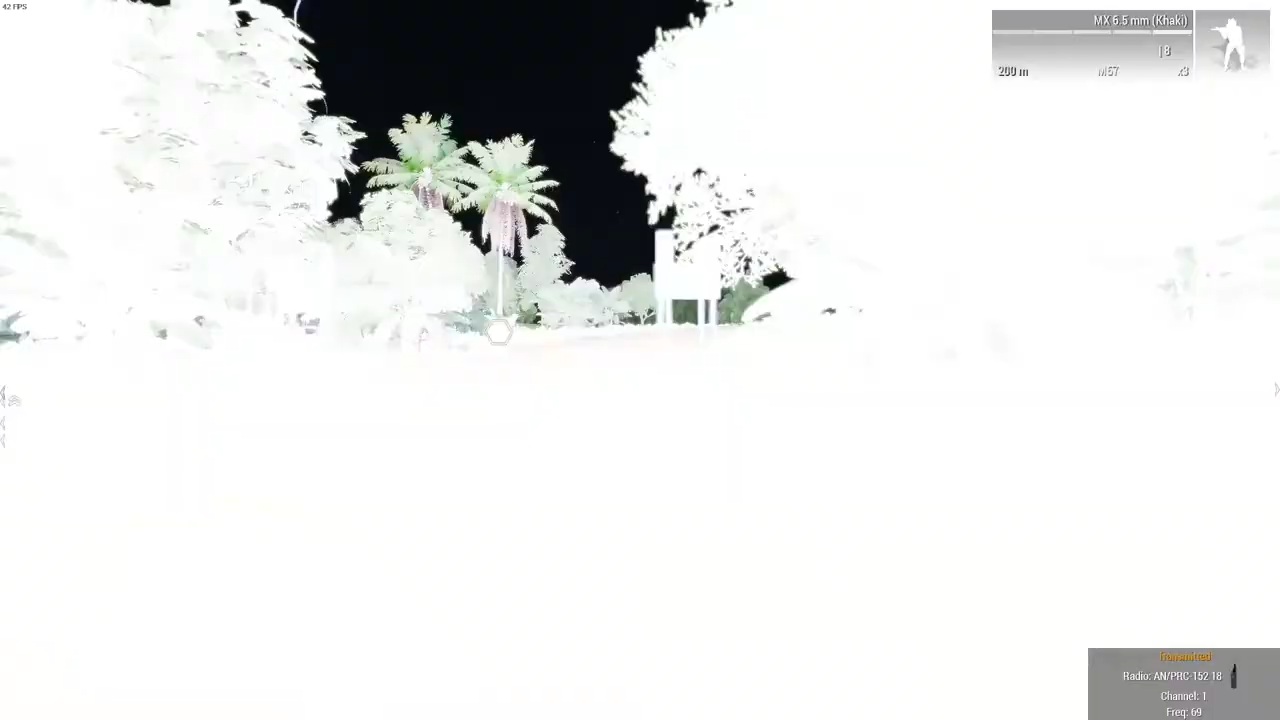 42 FPS
MX 6.5 mm (Khaki)
| 8
200 m M67 x3
Transmitted
Radio: AN/PRC-152 18
Channel: 1
Freq: 69